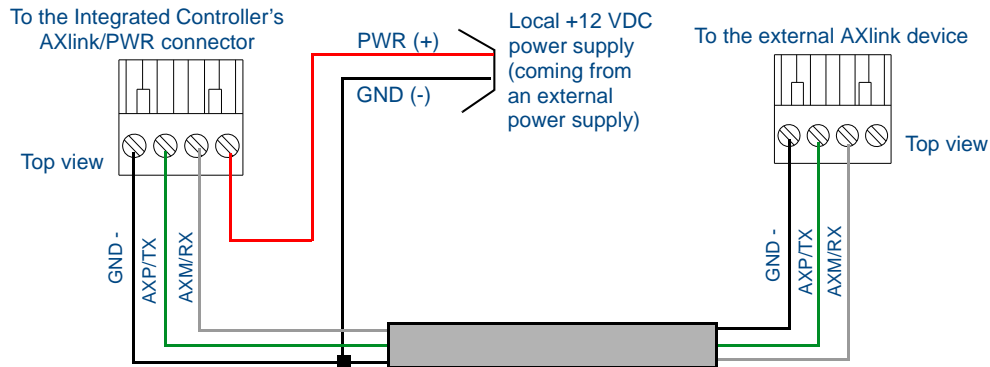 To the Integrated Controller's
AXlink/PWR connector
PWR (+)
GND (-)
Local +12 VDC
power supply
(coming from
an external
power supply)
To the external AXlink device
Top view
Top view
GND -
AXP/TX
AXM/RX
GND -
AXP/TX
AXM/RX